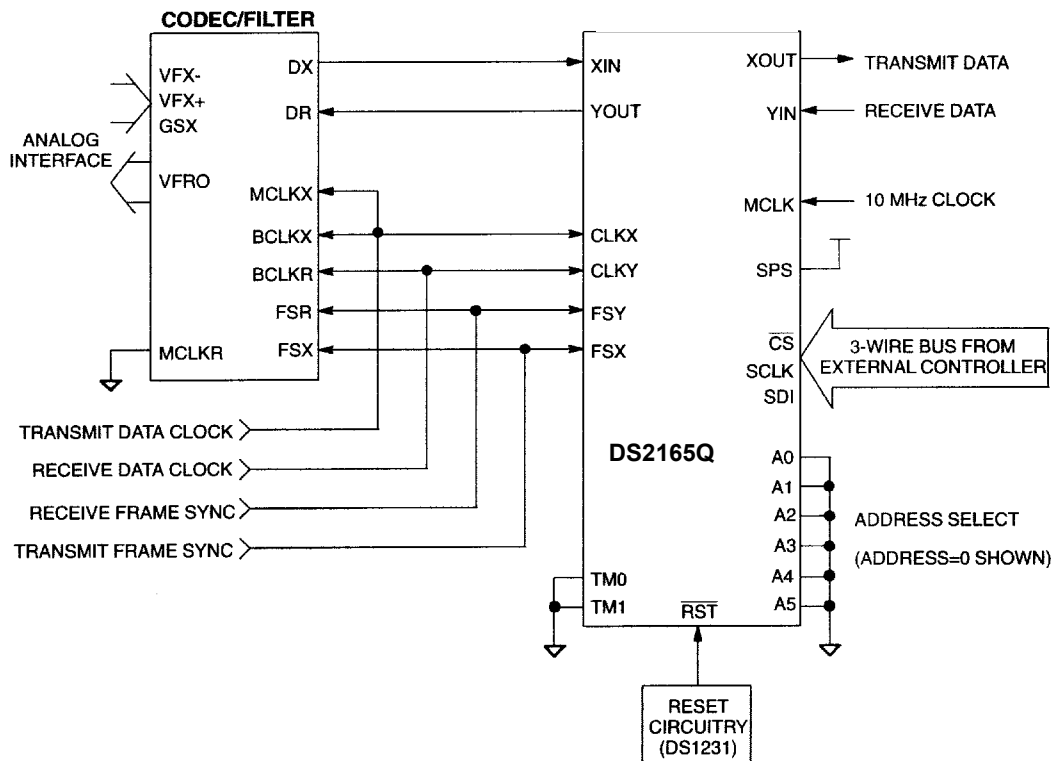 CODEC/FILTER
VFX-
VFX+
GSX
ANALOG
INTERFACE
VFRO
MCLKR
DX
DR
MCLKX
BCLKX
BCLKR
FSR
FSX
TRANSMIT DATA CLOCK
RECEIVE DATA CLOCK
RECEIVE FRAME SYNC
TRANSMIT FRAME SYNC
XIN
YOUT
CLKX
CLKY
FSY
FSX
DS2165Q
TM0
TM1
RST
RESET
CIRCUITRY
(DS1231)
XOUT
TRANSMIT DATA
YIN
RECEIVE DATA
MCLK
10 MHz CLOCK
SPS
CS
SCLK
SDI
3-WIRE BUS FROM
EXTERNAL CONTROLLER
A0
A1
A2
A3
A4
A5
ADDRESS SELECT
(ADDRESS=0 SHOWN)